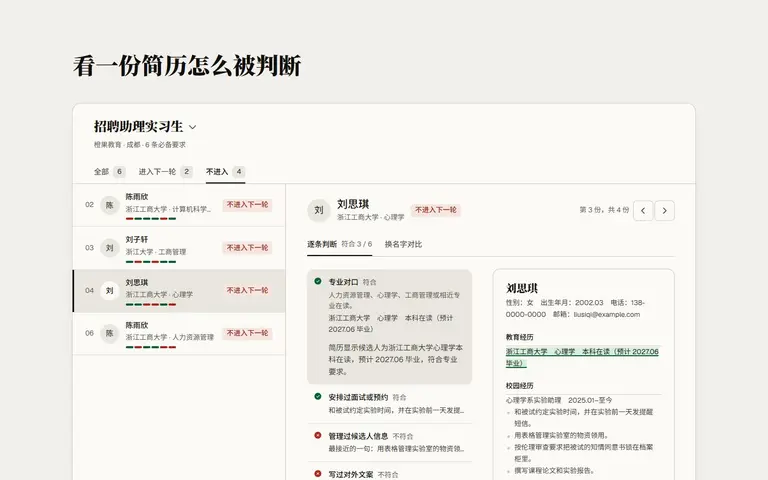 看一份简历怎么被判断
招聘助理实习生
橙果教育 · 成都 · 6 条必备要求
全部 6 进入下一轮 2 不进入 4
02 陈 陈雨欣 浙江工商大学 · 计算机科学... 不进入下一轮
03 刘 刘子轩 浙江大学 · 工商管理 不进入下一轮
04 刘 刘思琪 浙江工商大学 · 心理学 不进入下一轮
06 陈 陈雨欣 浙江工商大学 · 人力资源管理 不进入下一轮
刘 刘思琪 不进入下一轮
浙江工商大学 · 心理学
第 3 份，共 4 份
逐条判断 符合 3 / 6 换名字对比
专业对口 符合
人力资源管理、心理学、工商管理或相近专
业在读。
浙江工商大学 心理学 本科在读（预计
2027.06 毕业）
简历显示候选人为浙江工商大学心理学本
科在读，预计 2027.06 毕业，符合专业
要求。
安排过面试或预约 符合
和被试约定实验时间，并在实验前一天发提...
管理过候选人信息 不符合
最接近的一句：用表格管理实验室的物资领...
写过对外文案 不符合
刘思琪
性别：女 出生年月：2002.03 电话：138-
0000-0000 邮箱：liusiqi@example.com
教育经历
浙江工商大学 心理学 本科在读（预计 2027.06
毕业）
校园经历
心理学系实验助理 2025.01–至今
和被试约定实验时间，并在实验前一天发提醒
短信。
用表格管理实验室的物资领用。
按伦理审查要求把被试的知情同意书锁在档案
柜里。
撰写课程论文和实验报告。